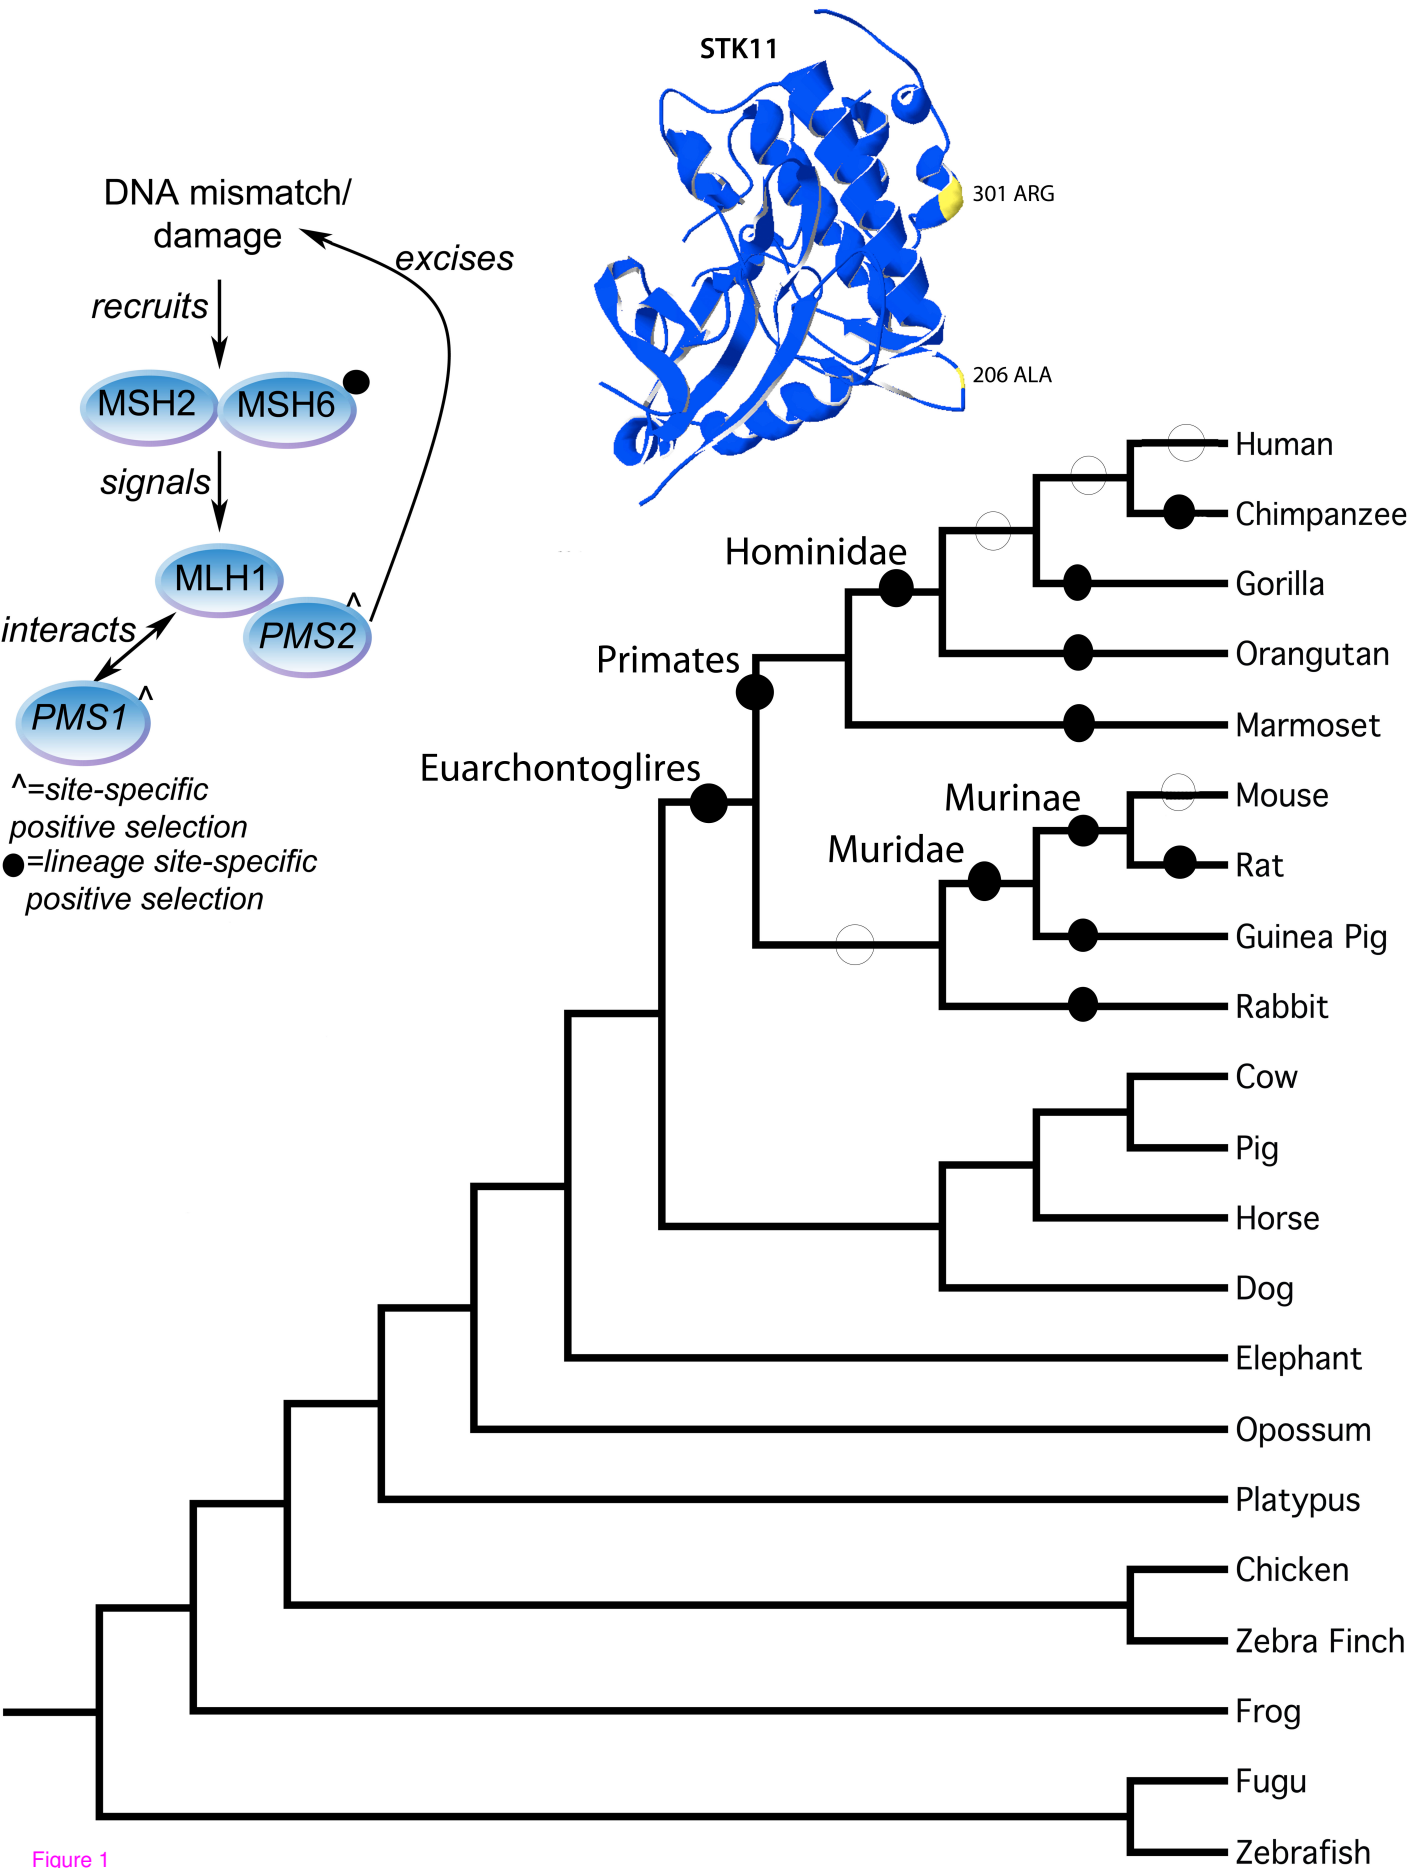 STK11
301 ARG
206 ALA
DNA mismatch/
damage
excises
recruits
MSH2
MSH6
signals
MLH1
interacts
^
PMS2
^
PMS1
^=site-specific
positive selection
=lineage site-specific
positive selection
Human
Chimpanzee
Hominidae
Gorilla
Primates
Orangutan
Marmoset
Euarchontoglires
Murinae
Mouse
Muridae
Rat
Guinea Pig
Rabbit
Cow
Pig
Horse
Dog
Elephant
Opossum
Platypus
Chicken
Zebra Finch
Frog
Fugu
Zebrafish
Figure 1